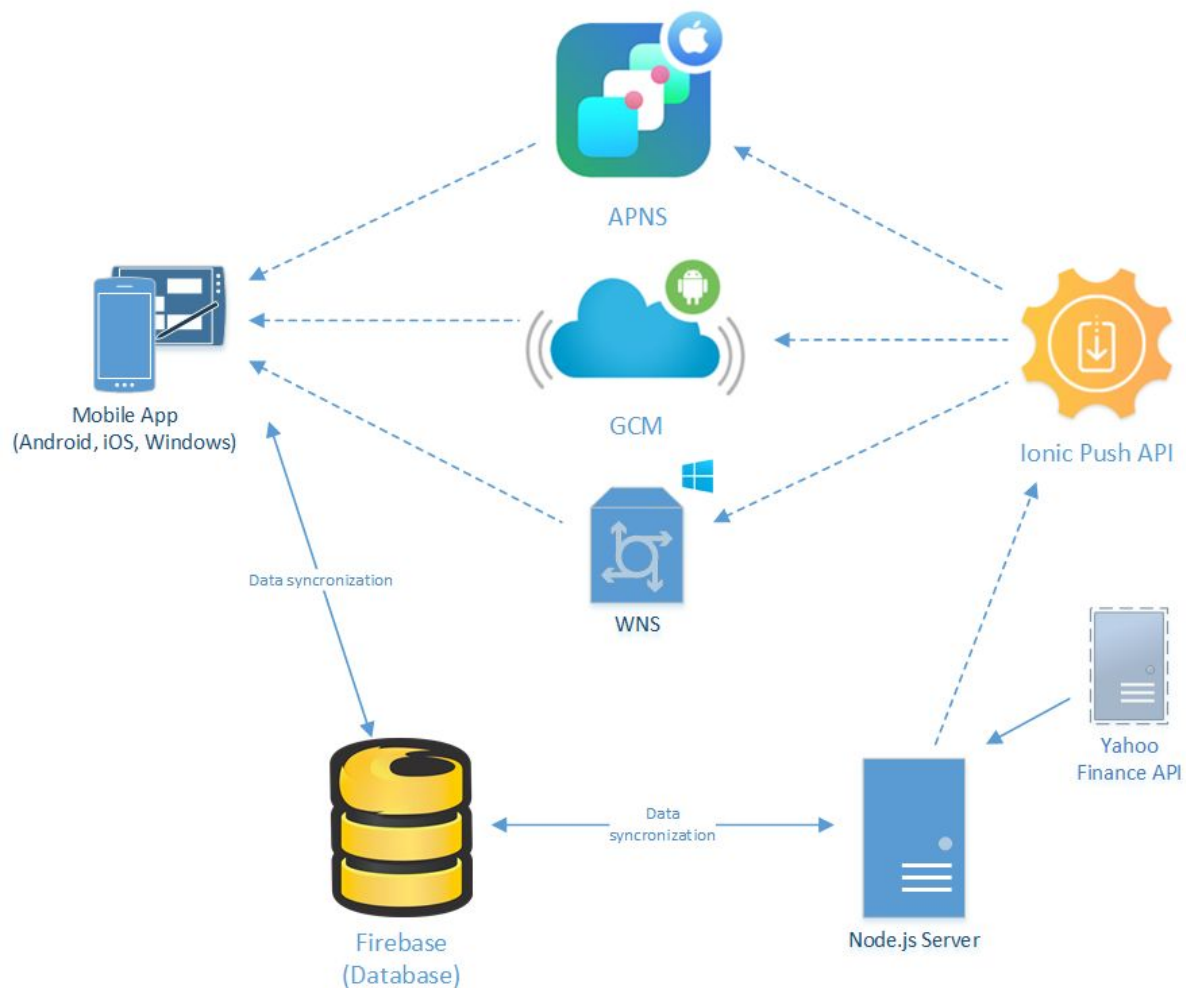 APNS
Mobile App
(Android, iOS, Windows)
GCM
Ionic Push API
Data syncronization
WNS
Yahoo
Finance API
Data
syncronization
Node.js Server
Firebase
(Database)